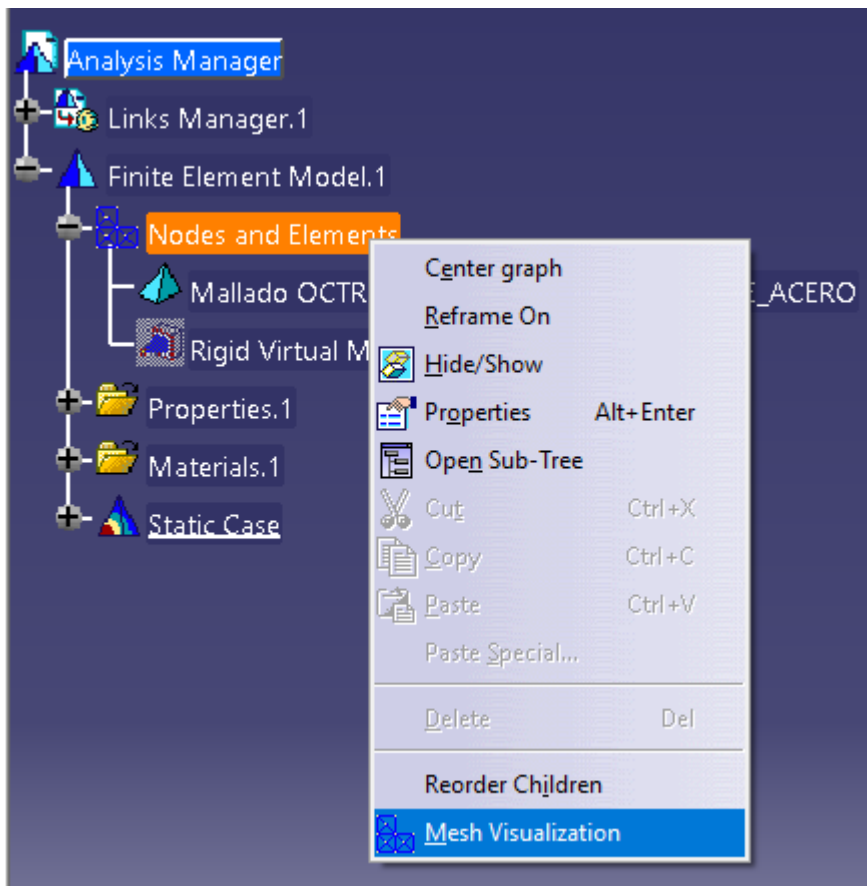 Analysis Manager
Links Manager.1
Finite Element Model.1
Nodes and Elements
Mallado OCTR
E_ACERO
Rigid Virtual M
Properties.1
Materials.1
Static Case
Center graph
Reframe On
Hide/Show
Properties Alt+Enter
Open Sub-Tree
Cut Ctrl+X
Copy Ctrl+C
Paste Ctrl+V
Paste Special...
Delete Del
Reorder Children
Mesh Visualization